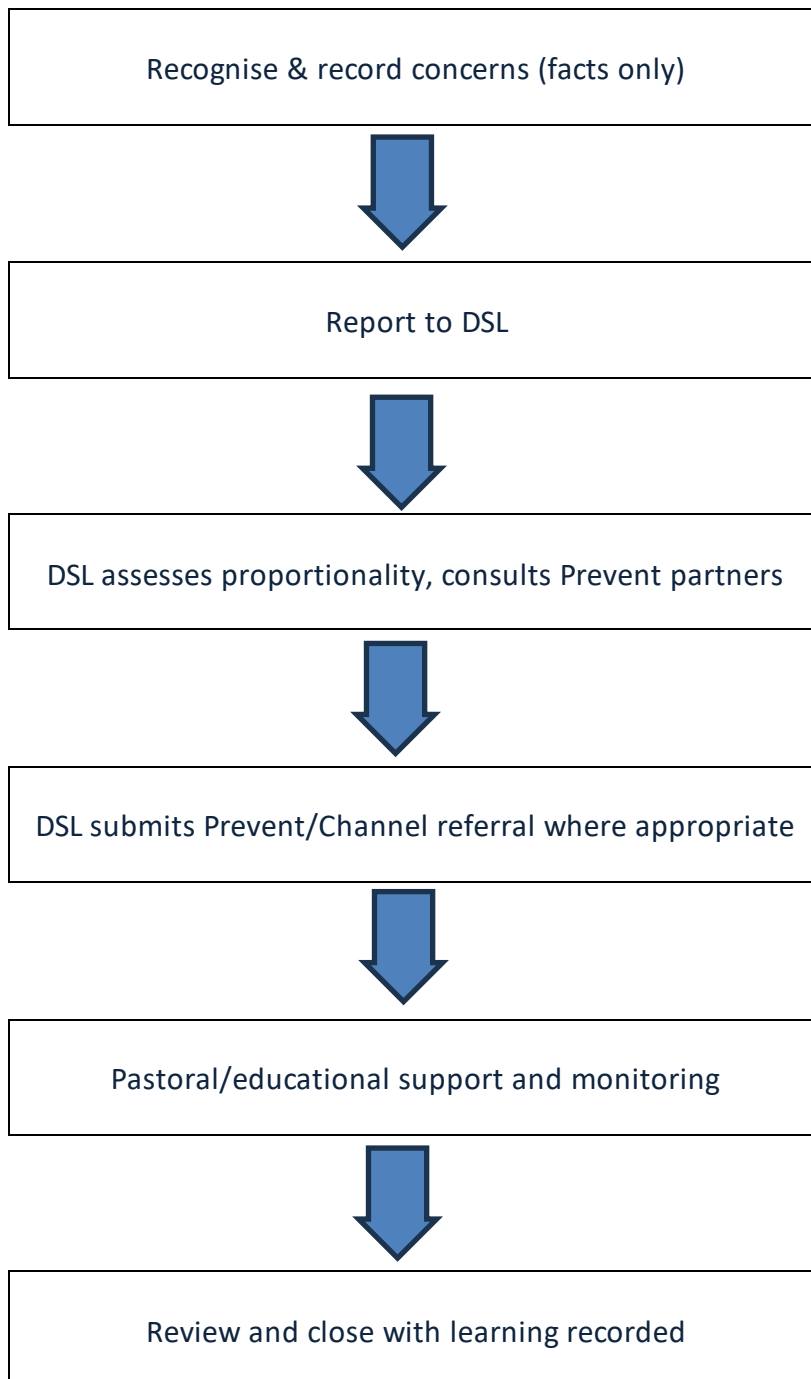 Recognise & record concerns (facts only)
Report to DSL
DSL assesses proportionality, consults Prevent partners
DSL submits Prevent/Channel referral where appropriate
Pastoral/educational support and monitoring
Review and close with learning recorded